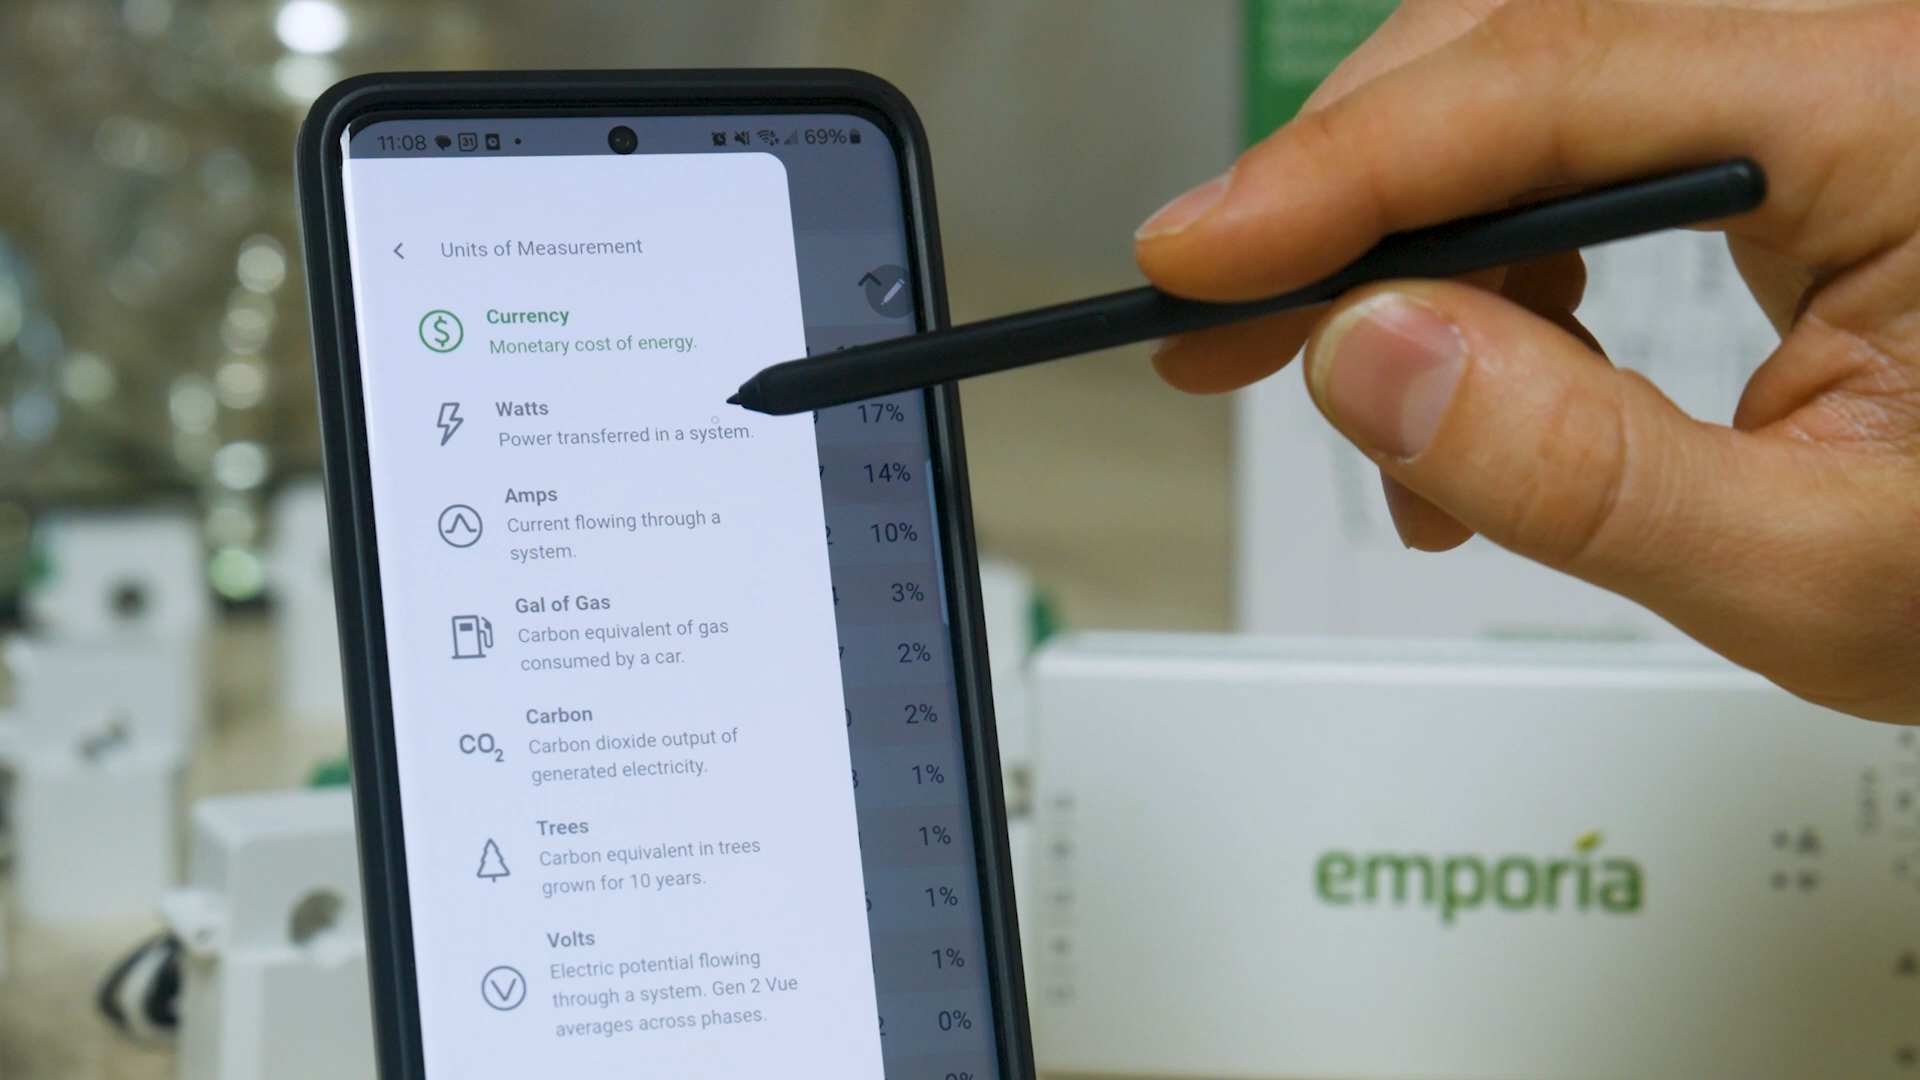 11:08 31 69%
Units of Measurement
$
Currency
Monetary cost of energy.
Watts
Power transferred in a system.
Amps
Current flowing through a
system.
Gal of Gas
Carbon equivalent of gas
consumed by a car.
CO2
Carbon
Carbon dioxide output of
generated electricity.
Trees
Carbon equivalent in trees
grown for 10 years.
V
Volts
Electric potential flowing
through a system. Gen 2 Vue
averages across phases.
17%
14%
10%
3%
2%
2%
1%
1%
1%
1%
0%
emporia